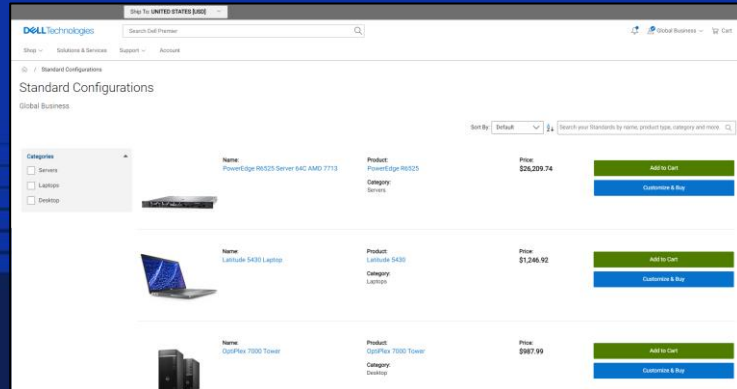 Ship To: UNITED STATES [USD]
DELLTechnologies
Search Dell Premier
Global Business
Cart
Shop
Solutions & Services
Support
Account
/ Standard Configurations
Standard Configurations
Global Business
Sort By: Default
Search your Standards by name, product type, category and more
Categories
Servers
Laptops
Desktop
Name:
PowerEdge R6525 Server 64C AMD 7713
Product:
PowerEdge R6525
Category:
Servers
Price:
$26,209.74
Add to Cart
Customize & Buy
Name:
Latitude 5430 Laptop
Product:
Latitude 5430
Category:
Laptops
Price:
$1,246.92
Add to Cart
Customize & Buy
Name:
OptiPlex 7000 Tower
Product:
OptiPlex 7000 Tower
Category:
Desktop
Price:
$987.99
Add to Cart
Customize & Buy